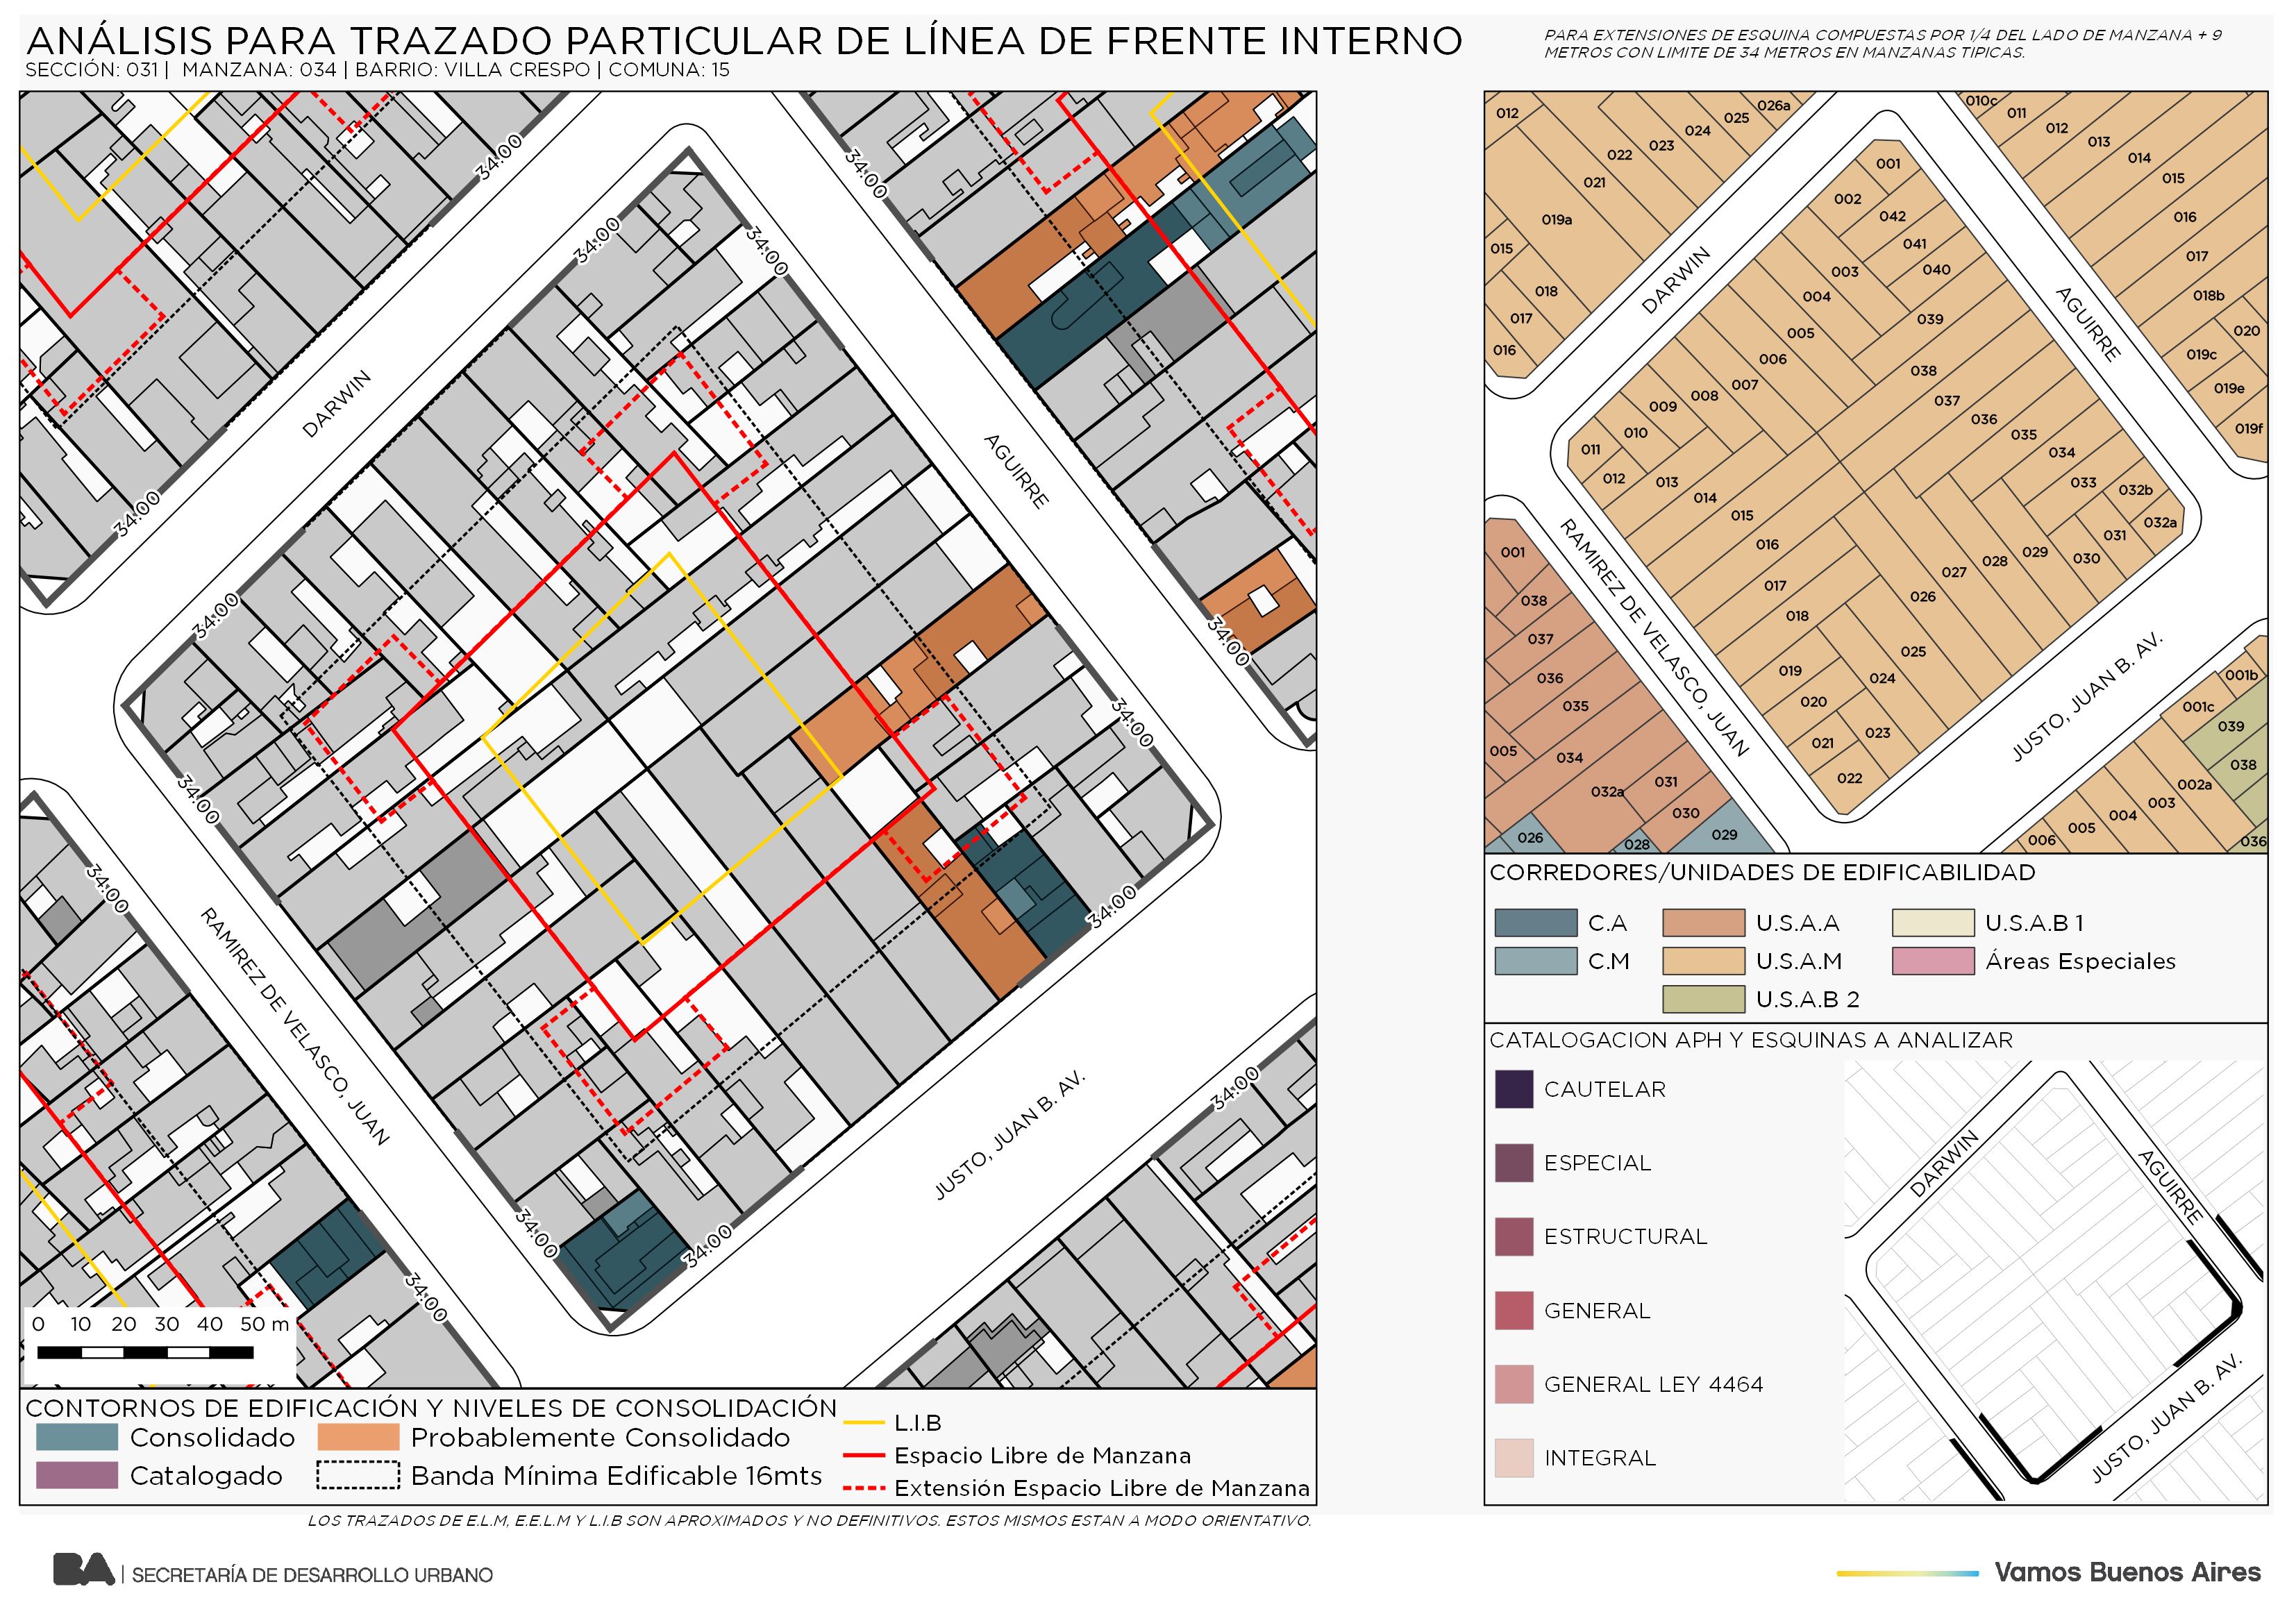 ANÁLISIS PARA TRAZADO PARTICULAR DE LÍNEA DE FRENTE INTERNO
SECCIÓN: 031 | MANZANA: 034 | BARRIO: VILLA CRESPO | COMUNA: 15
PARA EXTENSIONES DE ESQUINA COMPUESTAS POR 1/4 DEL LADO DE MANZANA + 9
METROS CON LIMITE DE 34 METROS EN MANZANAS TIPICAS.
34:00
34:00
34:00
34:00
DARWIN
34:00
AGUIRRE
34:00
34:00
34:00
34:00
34:00
34:00
RAMIREZ DE VELASCO, JUAN
34:00
JUSTO, JUAN B. AV.
34:00
34:00
34:00
34:00
0 10 20 30 40 50 m
CONTORNOS DE EDIFICACIÓN Y NIVELES DE CONSOLIDACIÓN
Consolidado
Probablemente Consolidado
Catalogado
Banda Mínima Edificable 16mts
L.I.B
Espacio Libre de Manzana
Extensión Espacio Libre de Manzana
LOS TRAZADOS DE E.L.M, E.E.L.M Y L.I.B SON APROXIMADOS Y NO DEFINITIVOS. ESTOS MISMOS ESTAN A MODO ORIENTATIVO.
012
021
022
023
024
025
026a
019a
015
018
017
016
010c
011
012
013
014
015
016
017
018b
020
019c
019e
019f
DARWIN
AGUIRRE
RAMIREZ DE VELASCO, JUAN
JUSTO, JUAN B. AV.
001
002
042
041
040
003
004
005
006
007
008
009
010
011
012
013
014
015
016
017
018
019
020
021
022
023
024
025
026
027
028
029
030
031
032a
032b
033
034
035
036
037
038
039
001
038
037
036
035
034
005
032a
031
030
029
028
026
001b
001c
039
038
002a
003
004
005
006
036
CORREDORES/UNIDADES DE EDIFICABILIDAD
C.A
U.S.A.A
U.S.A.B 1
C.M
U.S.A.M
Áreas Especiales
U.S.A.B 2
CATALOGACION APH Y ESQUINAS A ANALIZAR
CAUTELAR
ESPECIAL
ESTRUCTURAL
GENERAL
GENERAL LEY 4464
INTEGRAL
DARWIN
AGUIRRE
JUSTO, JUAN B. AV.
BA | SECRETARÍA DE DESARROLLO URBANO
Vamos Buenos Aires